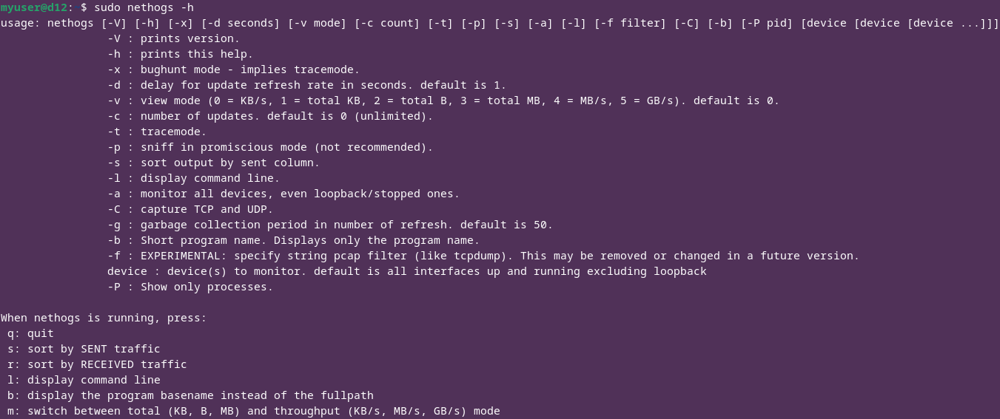 myuser@d12: $ sudo nethogs -h
usage: nethogs [-V] [-h] [-x] [-d seconds] [-v mode] [-c count] [-t] [-p] [-s] [-a] [-l] [-f filter] [-C] [-b] [-P pid] [device [device [device ...]]]
-V : prints version.
-h : prints this help.
-x : bughunt mode - implies tracemode.
-d : delay for update refresh rate in seconds. default is 1.
-v : view mode (0 = KB/s, 1 = total KB, 2 = total B, 3 = total MB, 4 = MB/s, 5 = GB/s). default is 0.
-c : number of updates. default is 0 (unlimited).
-t : tracemode.
-p : sniff in promiscious mode (not recommended).
-s : sort output by sent column.
-l : display command line.
-a : monitor all devices, even loopback/stopped ones.
-C : capture TCP and UDP.
-g : garbage collection period in number of refresh. default is 50.
-b : Short program name. Displays only the program name.
-f : EXPERIMENTAL: specify string pcap filter (like tcpdump). This may be removed or changed in a future version.
device : device(s) to monitor. default is all interfaces up and running excluding loopback
-P : Show only processes.
When nethogs is running, press:
q: quit
s: sort by SENT traffic
r: sort by RECEIVED traffic
l: display command line
b: display the program basename instead of the fullpath
m: switch between total (KB, B, MB) and throughput (KB/s, MB/s, GB/s) mode